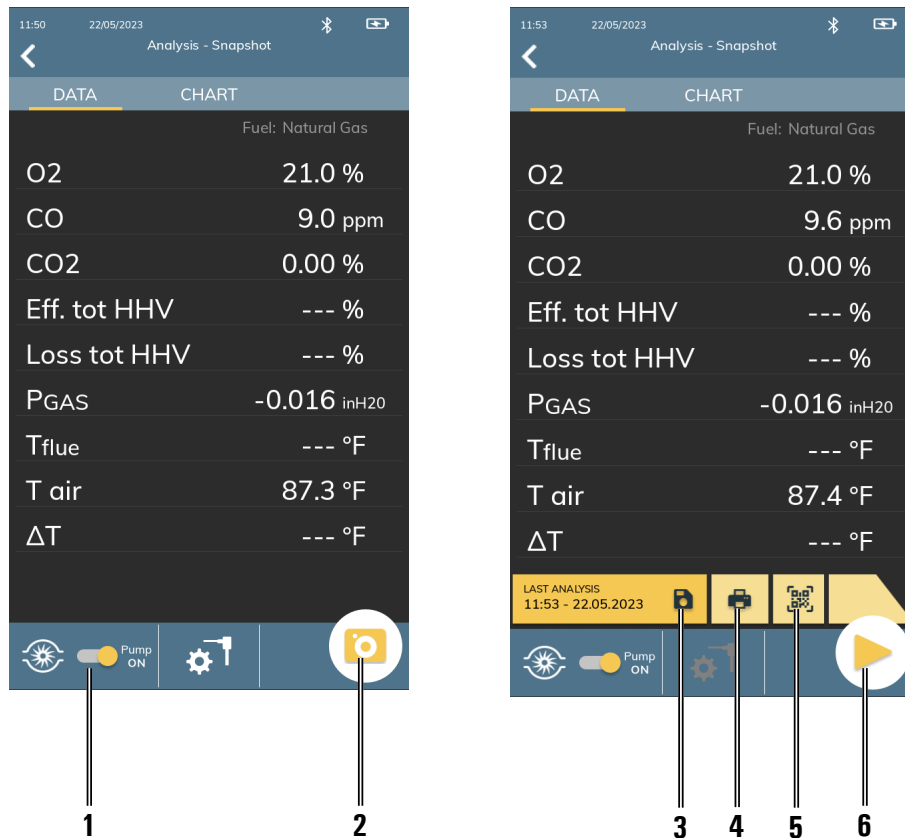 11:50 22/05/2023
Analysis - Snapshot
DATA CHART
Fuel: Natural Gas
O2 21.0 %
CO 9.0 ppm
CO2 0.00 %
Eff. tot HHV --- %
Loss tot HHV --- %
PGAS -0.016 inH20
Tflue --- °F
T air 87.3 °F
ΔT --- °F
Pump
ON
1 2
11:53 22/05/2023
Analysis - Snapshot
DATA CHART
Fuel: Natural Gas
O2 21.0 %
CO 9.6 ppm
CO2 0.00 %
Eff. tot HHV --- %
Loss tot HHV --- %
PGAS -0.016 inH20
Tflue --- °F
T air 87.4 °F
ΔT --- °F
LAST ANALYSIS
11:53 - 22.05.2023
Pump
ON
3 4 5 6